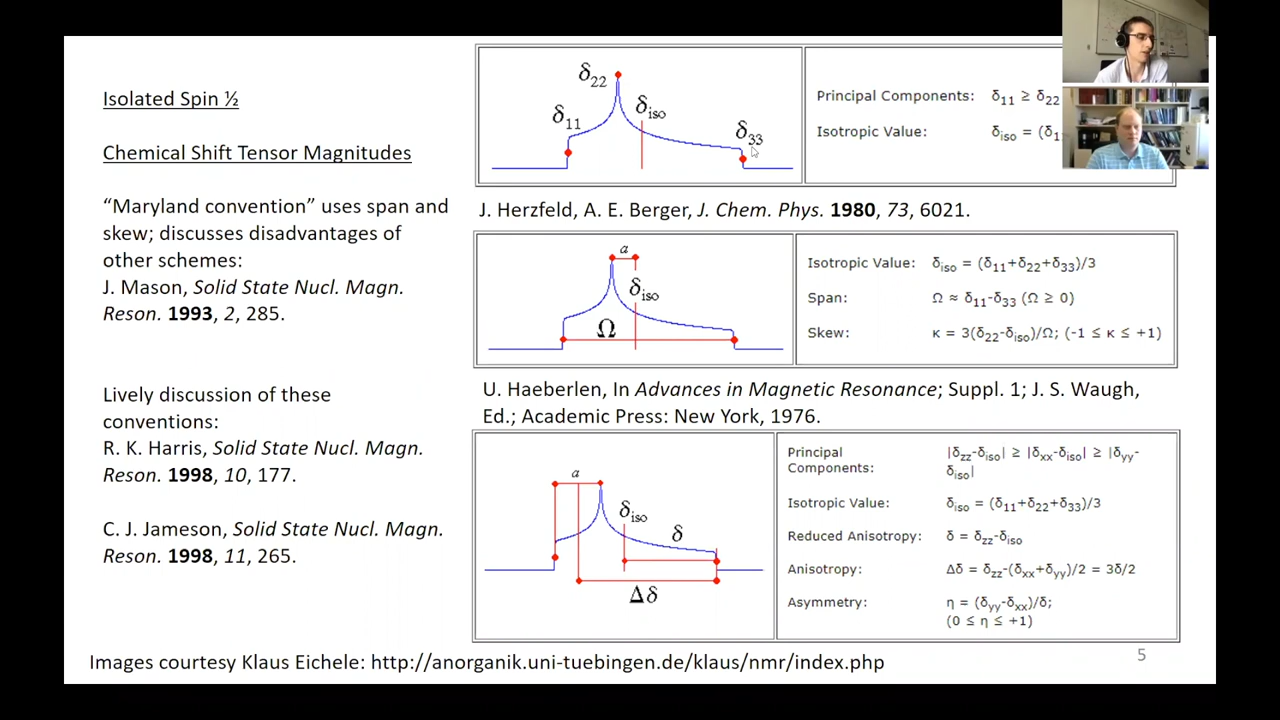 Isolated Spin ½
Chemical Shift Tensor Magnitudes
“Maryland convention” uses span and
skew; discusses disadvantages of
other schemes:
J. Mason, Solid State Nucl. Magn.
Reson. 1993, 2, 285.
Lively discussion of these
conventions:
R. K. Harris, Solid State Nucl. Magn.
Reson. 1998, 10, 177.
C. J. Jameson, Solid State Nucl. Magn.
Reson. 1998, 11, 265.
δ22
δiso
δ11
δ33
Principal Components: δ11 ≥ δ22
Isotropic Value: δiso = (δ1
J. Herzfeld, A. E. Berger, J. Chem. Phys. 1980, 73, 6021.
a
δiso
Ω
Isotropic Value: δiso = (δ11+δ22+δ33)/3
Span: Ω ≈ δ11-δ33 (Ω ≥ 0)
Skew: κ = 3(δ22-δiso)/Ω; (-1 ≤ κ ≤ +1)
U. Haeberlen, In Advances in Magnetic Resonance; Suppl. 1; J. S. Waugh,
Ed.; Academic Press: New York, 1976.
a
δiso
δ
Δδ
Principal
Components:
|δzz-δiso| ≥ |δxx-δiso| ≥ |δyy-
δiso|
Isotropic Value: δiso = (δ11+δ22+δ33)/3
Reduced Anisotropy: δ = δzz-δiso
Anisotropy: Δδ = δzz-(δxx+δyy)/2 = 3δ/2
Asymmetry: η = (δyy-δxx)/δ;
(0 ≤ η ≤ +1)
Images courtesy Klaus Eichele: http://anorganik.uni-tuebingen.de/klaus/nmr/index.php
5